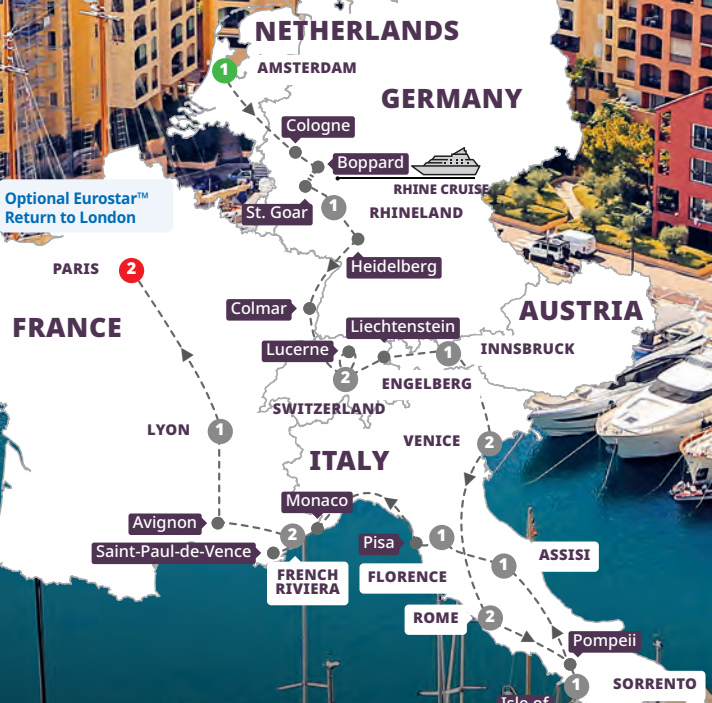 NETHERLANDS
1
AMSTERDAM
GERMANY
Cologne
Boppard
RHINE CRUISE
Optional Eurostar™
Return to London
St. Goar
1
RHINELAND
PARIS
2
Heidelberg
Colmar
AUSTRIA
FRANCE
Liechtenstein
Lucerne
1
INNSBRUCK
2
ENGELBERG
SWITZERLAND
LYON
1
VENICE
2
ITALY
Monaco
Avignon
2
Pisa
1
Saint-Paul-de-Vence
ASSISI
1
FRENCH
RIVIERA
FLORENCE
ROME
2
Pompeii
1
SORRENTO
Isle of